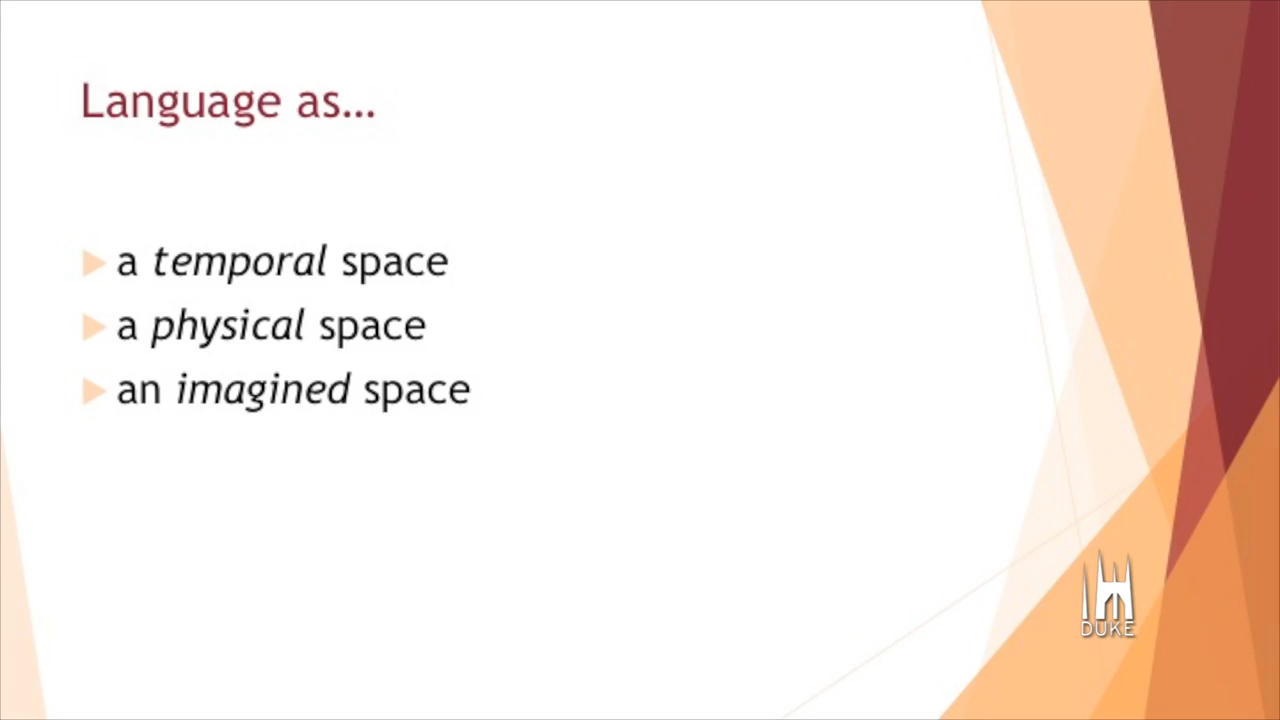 Language as...
a temporal space
a physical space
an imagined space
DUKE